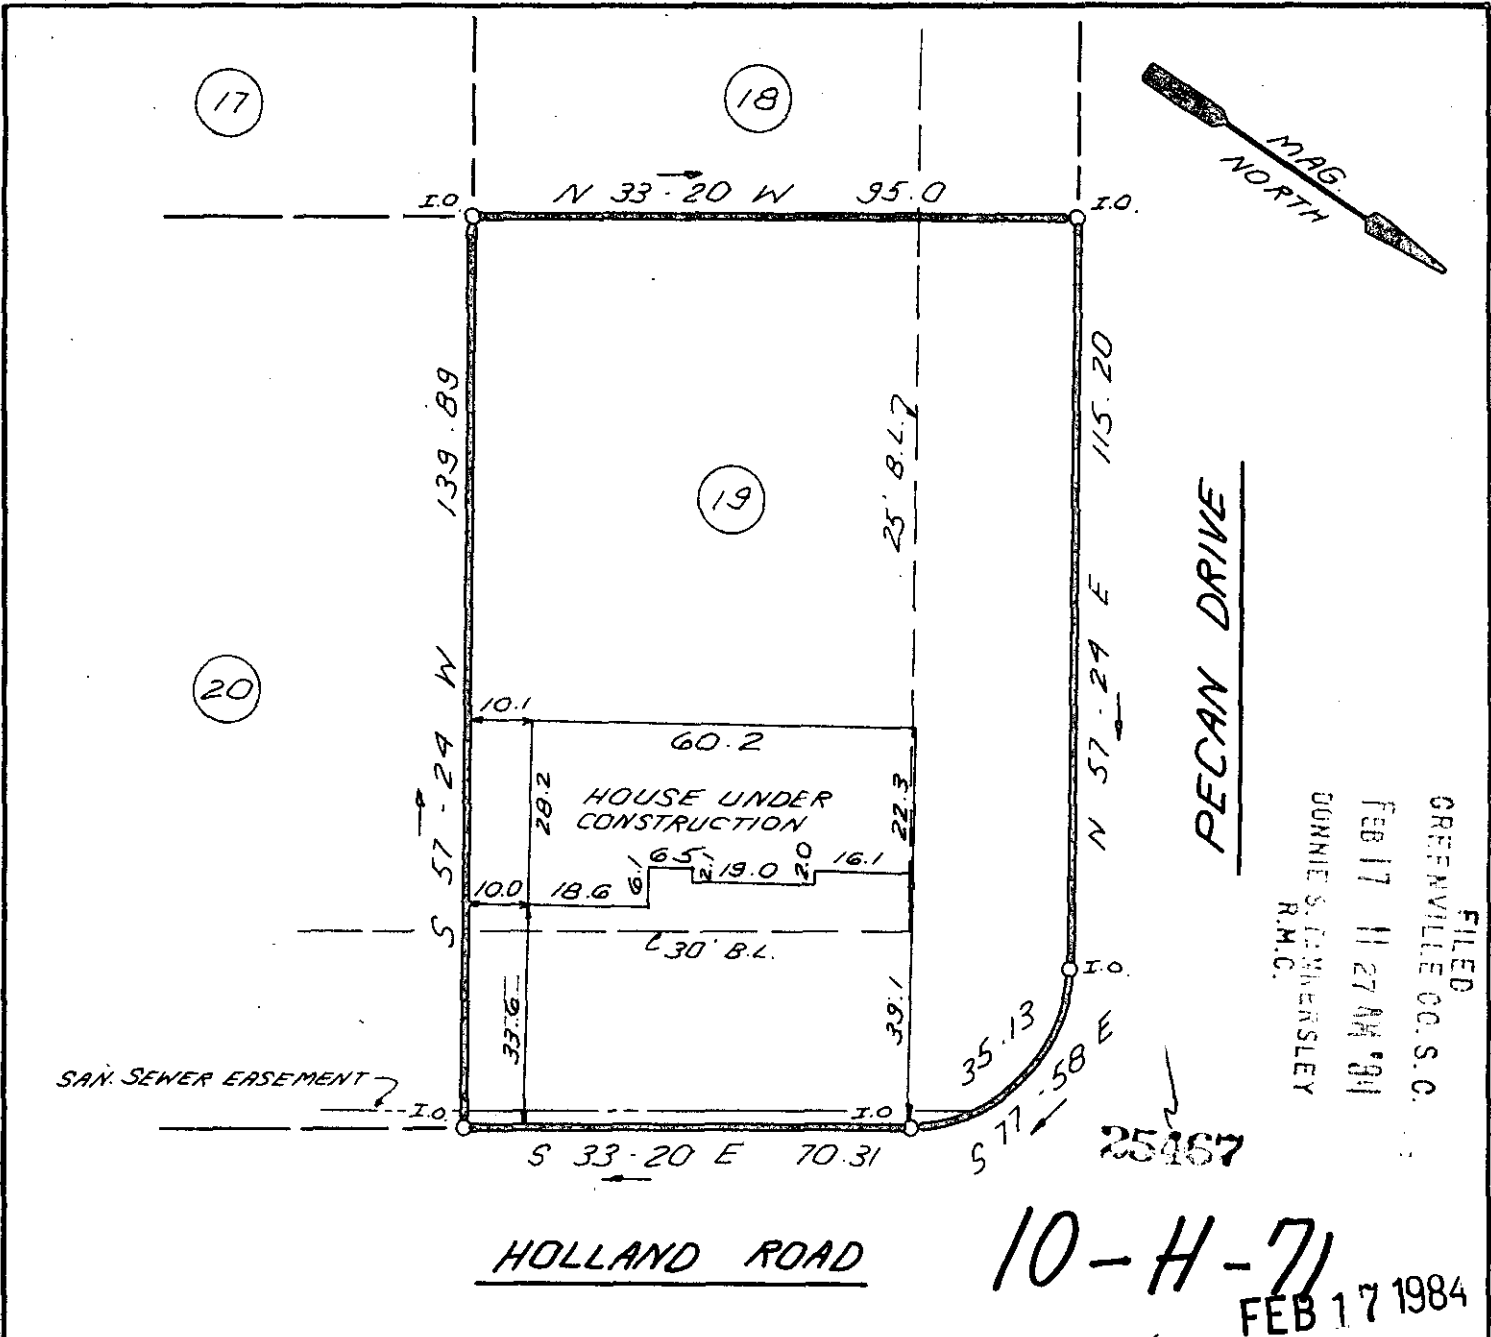 17
18
MAG.
NORTH
I.O.
N 33-20 W 95.0
I.O.
139.89
S 57-24 W
115.20
N 57-24 E
25' B.L.
19
PECAN DRIVE
20
10.1
60.2
28.2
HOUSE UNDER
CONSTRUCTION
22.3
6.5
2.1
19.0
2.0
16.1
6.1
10.0
18.6
30' B.L.
33.6
39.1
I.O.
35.13
S 77-58 E
SAN. SEWER EASEMENT
I.O.
I.O.
S 33-20 E 70.31
FILED
GREENVILLE CO. S. C.
FEB 17 11 27 AM '84
DONNIE S.
R.M.C.
25467
HOLLAND ROAD
10-H-71
FEB 17 1984